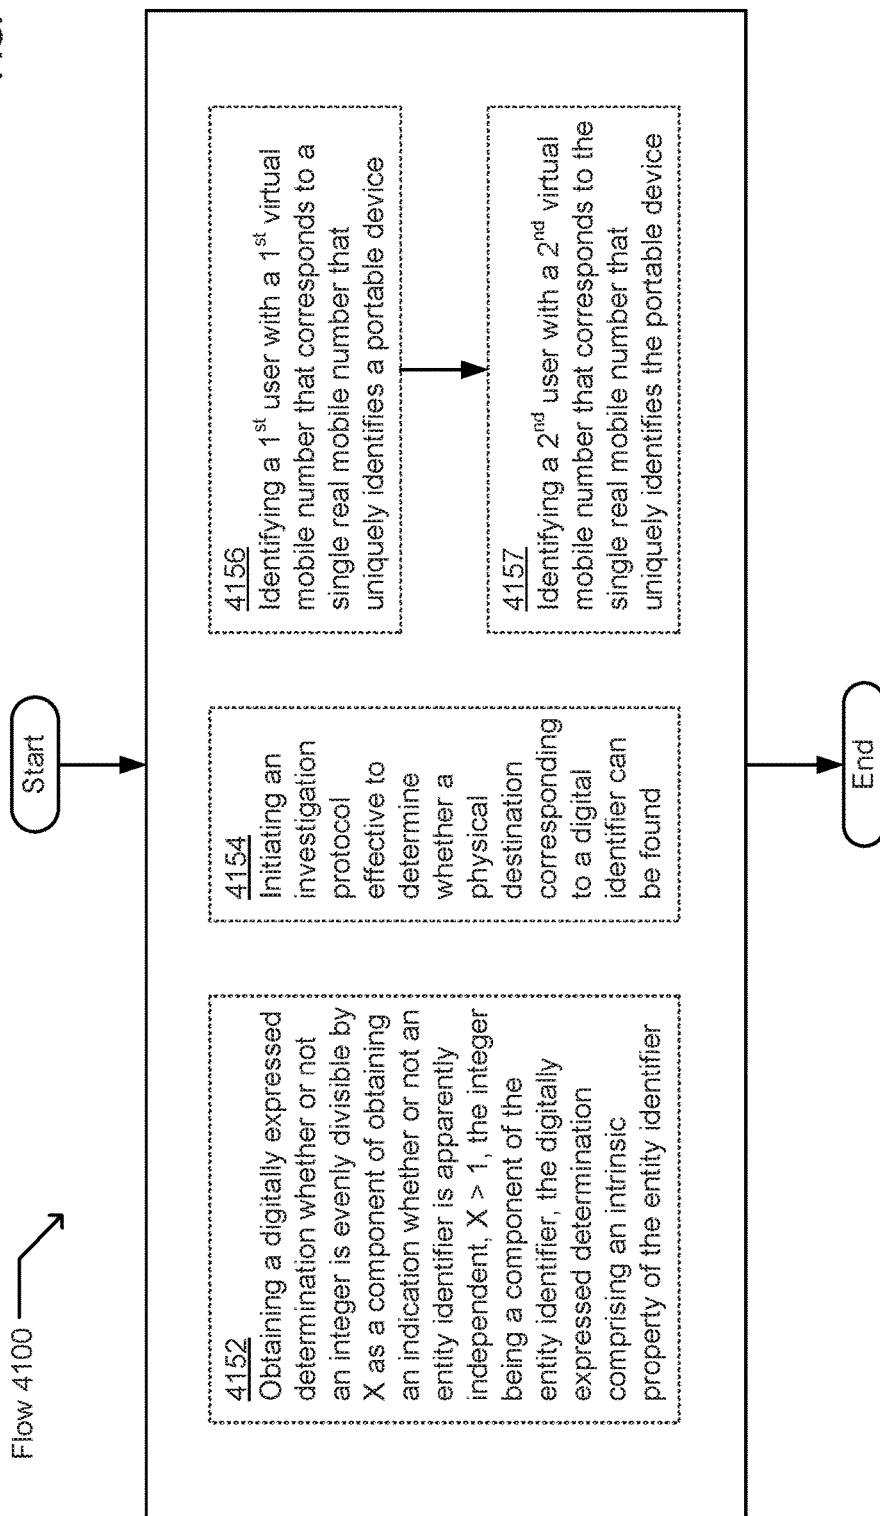 Flow 4100
Start
4152
Obtaining a digitally expressed
determination whether or not
an integer is evenly divisible by
X as a component of obtaining
an indication whether or not an
entity identifier is apparently
independent, X > 1, the integer
being a component of the
entity identifier, the digitally
expressed determination
comprising an intrinsic
property of the entity identifier
4154
Initiating an
investigation
protocol
effective to
determine
whether a
physical
destination
corresponding
to a digital
identifier can
be found
4156
Identifying a 1st user with a 1st virtual
mobile number that corresponds to a
single real mobile number that
uniquely identifies a portable device
4157
Identifying a 2nd user with a 2nd virtual
mobile number that corresponds to the
single real mobile number that
uniquely identifies the portable device
End